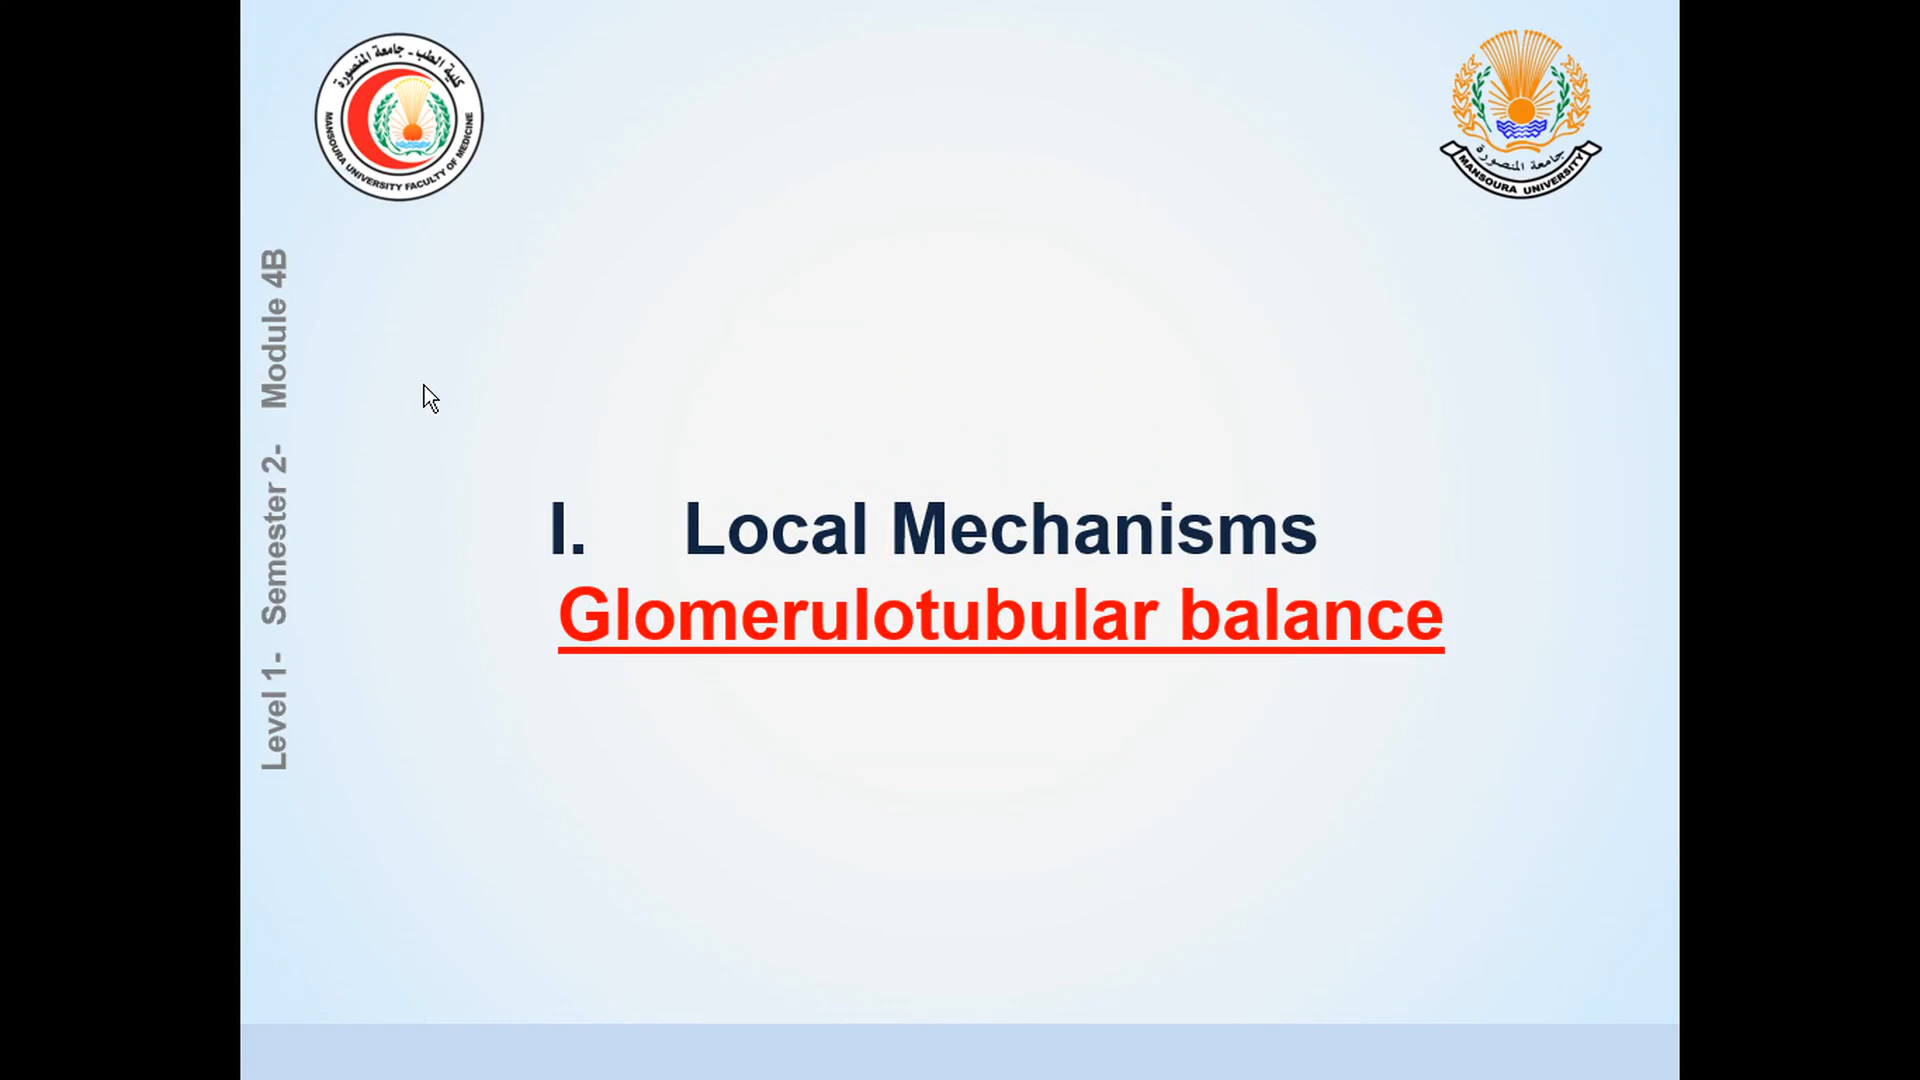 كلية الطب - جامعة المنصورة
MANSOURA UNIVERSITY FACULTY OF MEDICINE
جامعة المنصورة
MANSOURA UNIVERSITY
Level 1- Semester 2- Module 4B
I. Local Mechanisms
Glomerulotubular balance